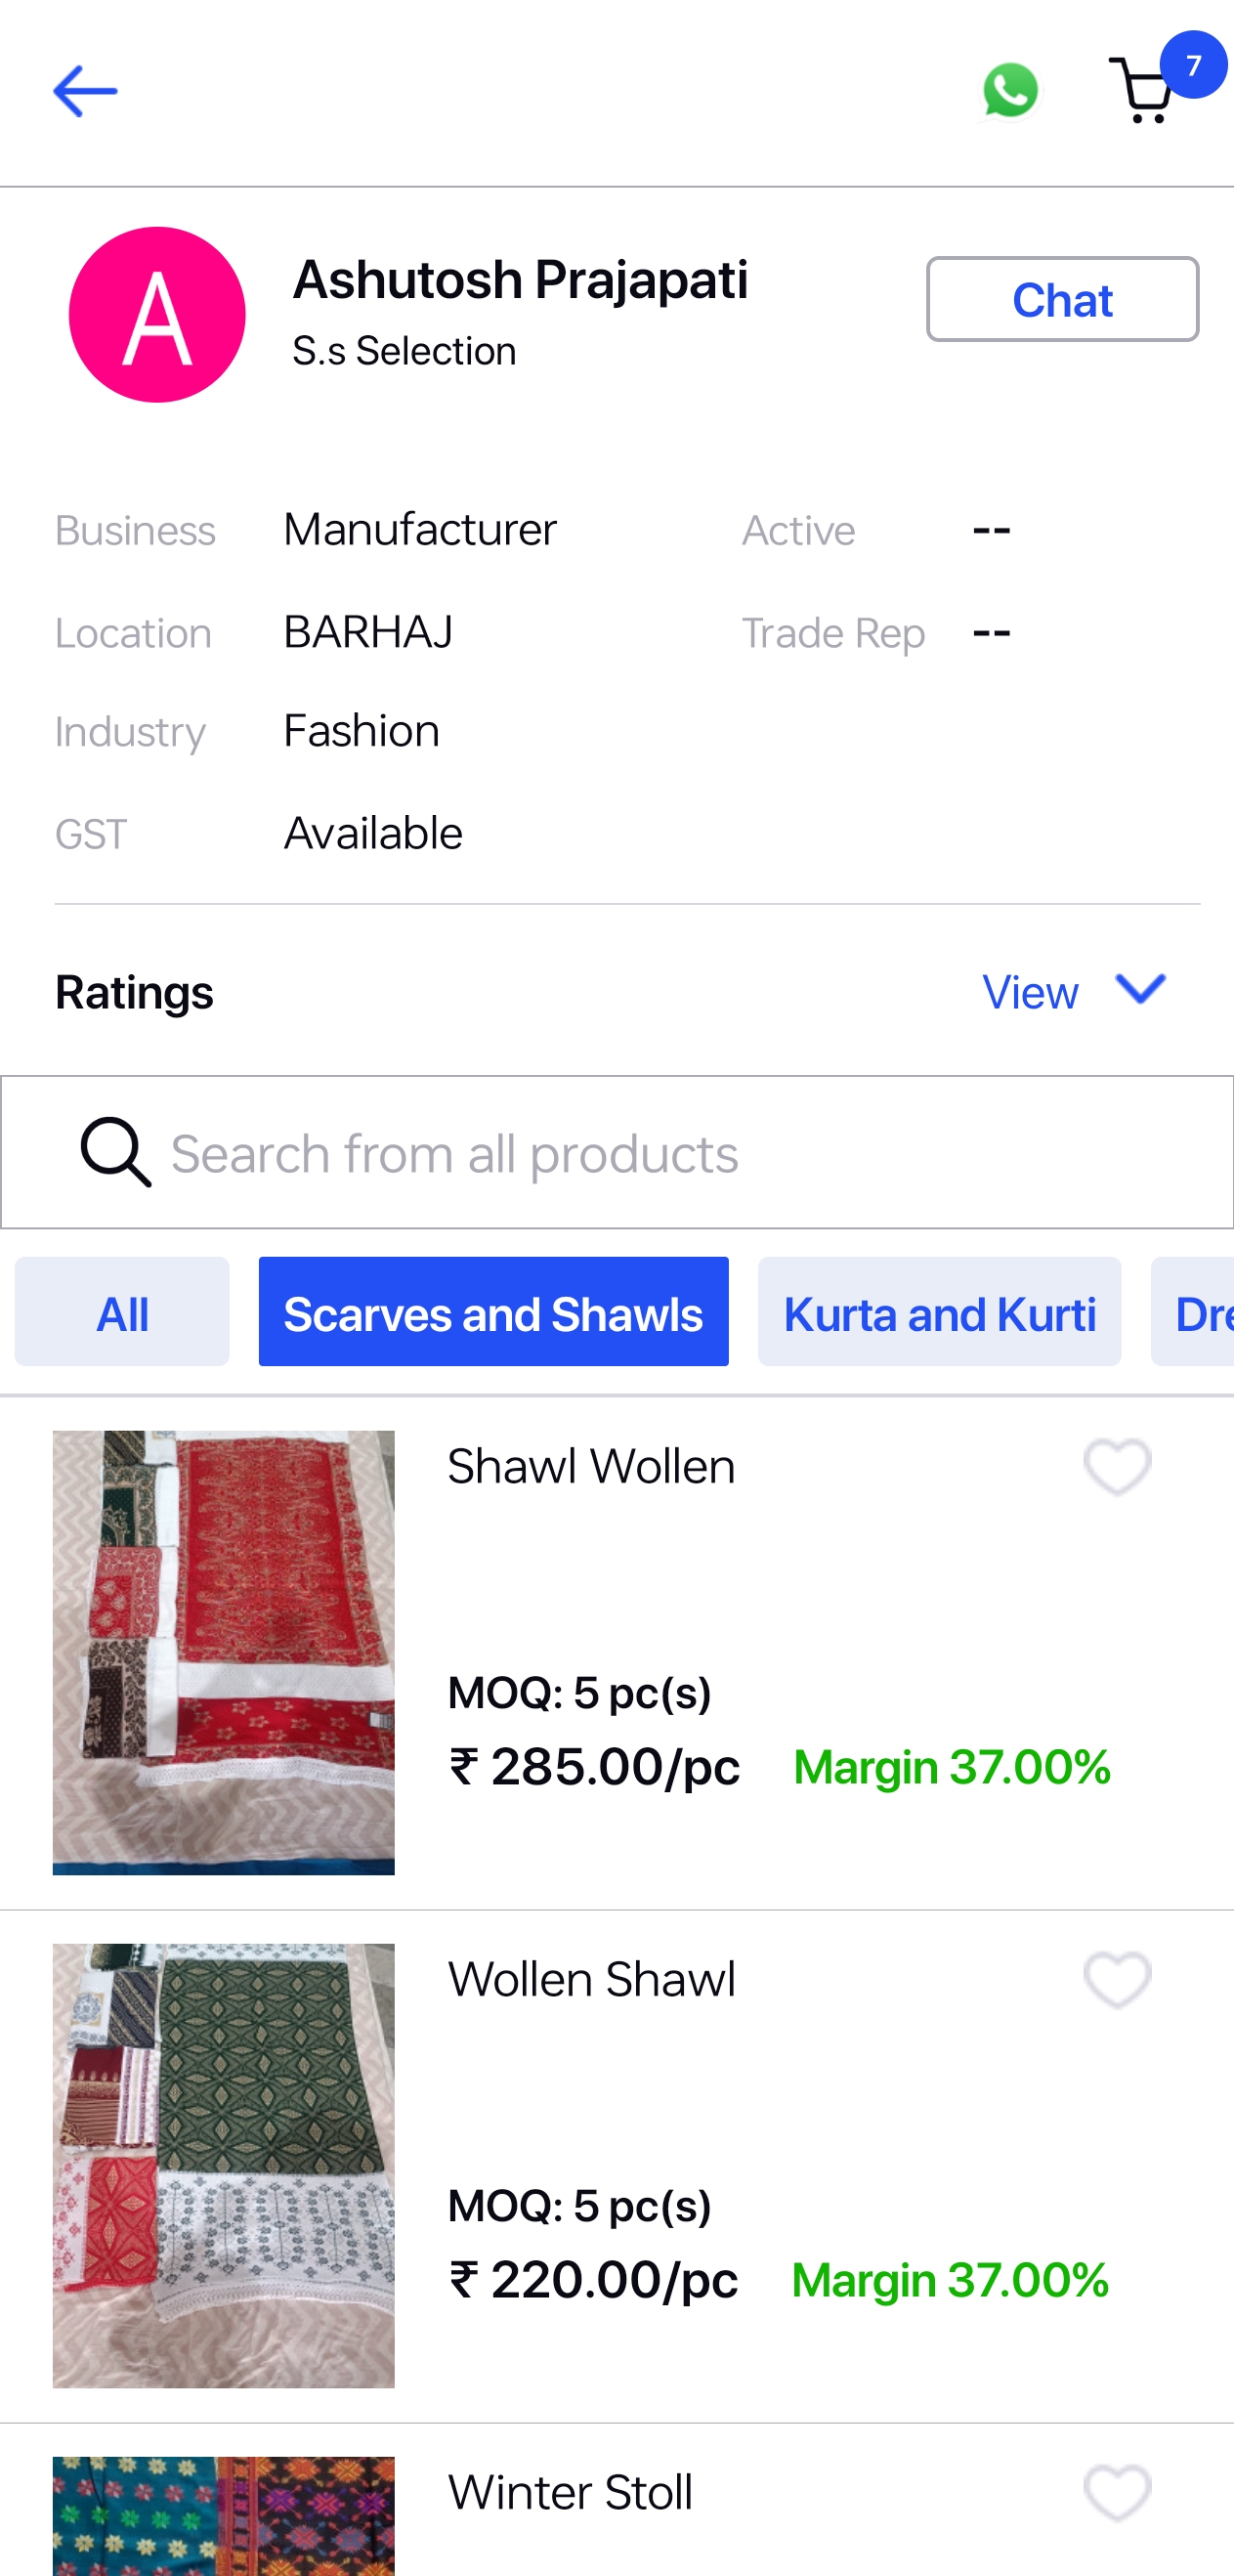 7
A
Ashutosh Prajapati
S.s Selection
Chat
Business Manufacturer Active --
Location BARHAJ Trade Rep --
Industry Fashion
GST Available
Ratings View
Search from all products
All Scarves and Shawls Kurta and Kurti Dre
Shawl Wollen
MOQ: 5 pc(s)
₹ 285.00/pc Margin 37.00%
Wollen Shawl
MOQ: 5 pc(s)
₹ 220.00/pc Margin 37.00%
Winter Stoll